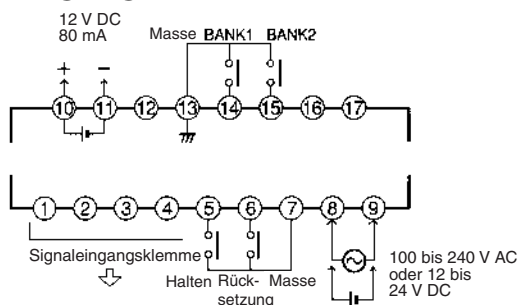 12 V DC
80 mA
Masse BANK1 BANK2
+ −
10 11 12 13 14 15 16 17
1 2 3 4 5 6 7 8 9
Signaleingangsklemme
Halten Rück-
setzung
Masse
100 bis 240 V AC
oder 12 bis
24 V DC